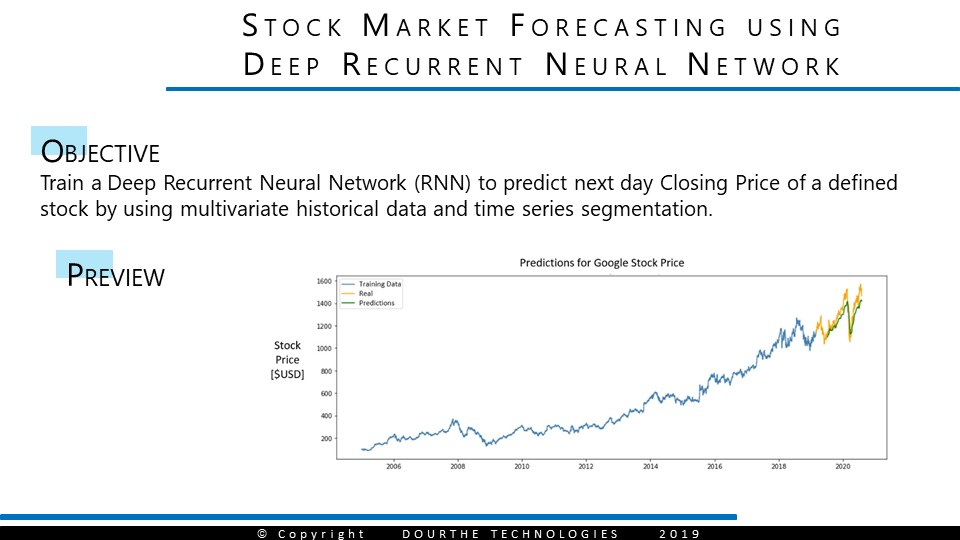 Stock Market Forecasting using
Deep Recurrent Neural Network
Objective
Train a Deep Recurrent Neural Network (RNN) to predict next day Closing Price of a defined
stock by using multivariate historical data and time series segmentation.
Preview
Predictions for Google Stock Price
Training Data
Real
Predictions
Stock
Price
[$USD]
1600
1400
1200
1000
800
600
400
200
2006 2008 2010 2012 2014 2016 2018 2020
© Copyright DOURTHE TECHNOLOGIES 2019